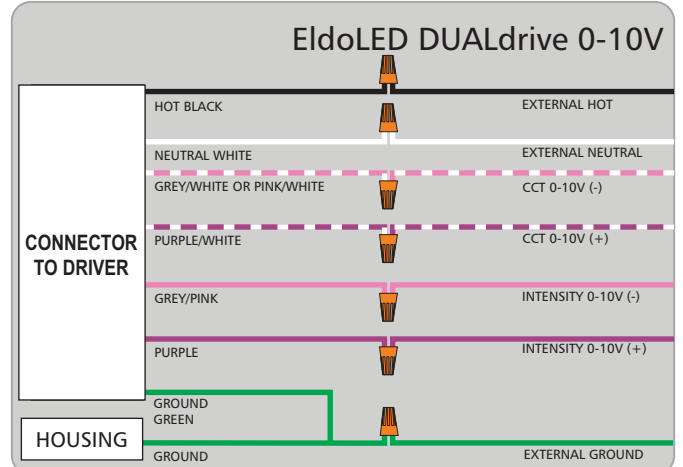 EldoLED DUALdrive 0-10V
HOT BLACK
EXTERNAL HOT
NEUTRAL WHITE
EXTERNAL NEUTRAL
GREY/WHITE OR PINK/WHITE
CCT 0-10V (-)
CONNECTOR
TO DRIVER
PURPLE/WHITE
CCT 0-10V (+)
GREY/PINK
INTENSITY 0-10V (-)
PURPLE
INTENSITY 0-10V (+)
GROUND
GREEN
HOUSING
GROUND
EXTERNAL GROUND